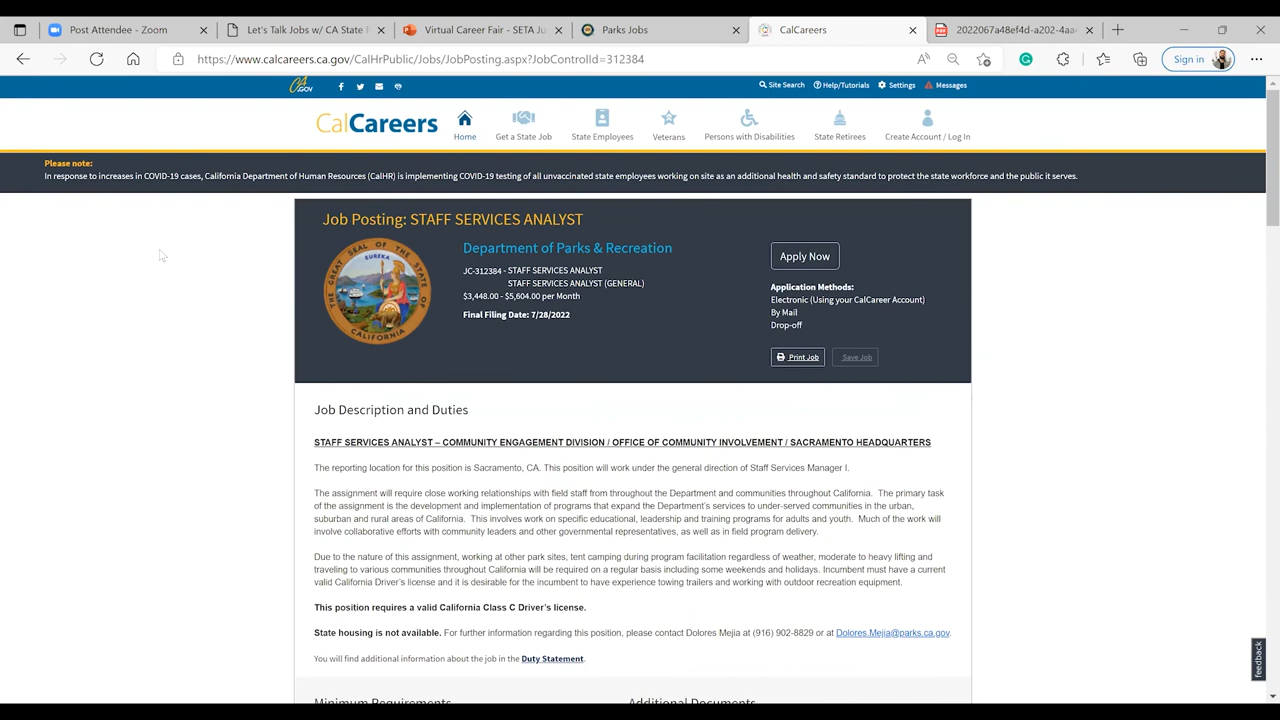 Post Attendee - Zoom
Let's Talk Jobs w/ CA State F
Virtual Career Fair - SETA Ju
Parks Jobs
CalCareers
2022067a48ef4d-a202-4aa
https://www.calcareers.ca.gov/CalHrPublic/Jobs/JobPosting.aspx?JobControlId=312384
Sign in
CA.GOV
Site Search
Help/Tutorials
Settings
Messages
CalCareers
Home
Get a State Job
State Employees
Veterans
Persons with Disabilities
State Retirees
Create Account / Log In
Please note:
In response to increases in COVID-19 cases, California Department of Human Resources (CalHR) is implementing COVID-19 testing of all unvaccinated state employees working on site as an additional health and safety standard to protect the state workforce and the public it serves.
Job Posting: STAFF SERVICES ANALYST
THE GREAT SEAL OF THE STATE OF CALIFORNIA
EUREKA
Department of Parks & Recreation
JC-312384 - STAFF SERVICES ANALYST
STAFF SERVICES ANALYST (GENERAL)
$3,448.00 - $5,604.00 per Month
Final Filing Date: 7/28/2022
Apply Now
Application Methods:
Electronic (Using your CalCareer Account)
By Mail
Drop-off
Print Job
Save Job
Job Description and Duties
STAFF SERVICES ANALYST – COMMUNITY ENGAGEMENT DIVISION / OFFICE OF COMMUNITY INVOLVEMENT / SACRAMENTO HEADQUARTERS
The reporting location for this position is Sacramento, CA. This position will work under the general direction of Staff Services Manager I.
The assignment will require close working relationships with field staff from throughout the Department and communities throughout California. The primary task
of the assignment is the development and implementation of programs that expand the Department's services to under-served communities in the urban,
suburban and rural areas of California. This involves work on specific educational, leadership and training programs for adults and youth. Much of the work will
involve collaborative efforts with community leaders and other governmental representatives, as well as in field program delivery.
Due to the nature of this assignment, working at other park sites, tent camping during program facilitation regardless of weather, moderate to heavy lifting and
traveling to various communities throughout California will be required on a regular basis including some weekends and holidays. Incumbent must have a current
valid California Driver's license and it is desirable for the incumbent to have experience towing trailers and working with outdoor recreation equipment.
This position requires a valid California Class C Driver's license.
State housing is not available. For further information regarding this position, please contact Dolores Mejia at (916) 902-8829 or at Dolores.Mejia@parks.ca.gov.
You will find additional information about the job in the Duty Statement.
Minimum Requirements
Additional Documents
feedback